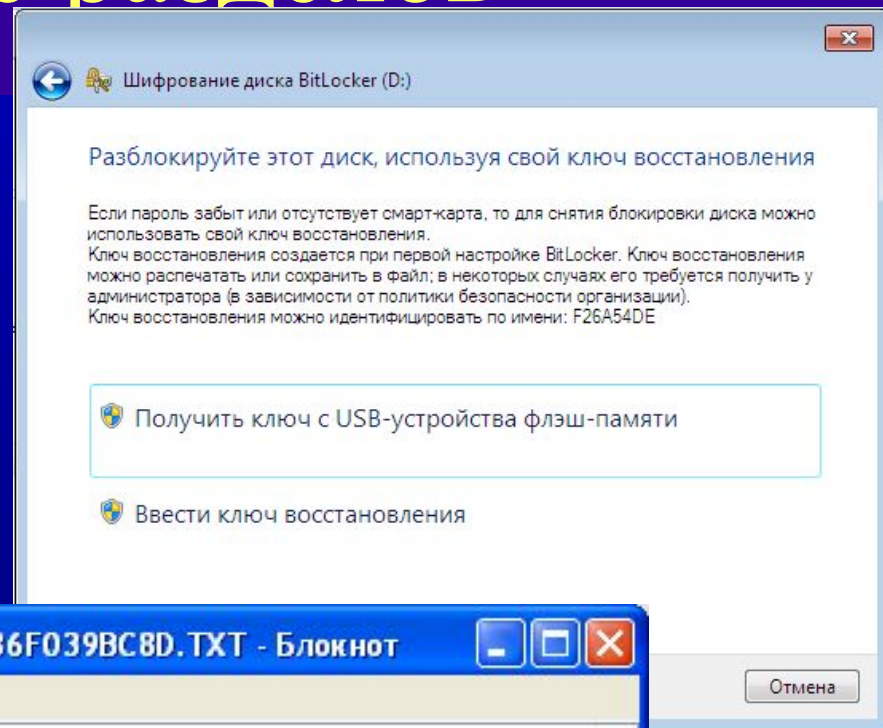 разделов
Шифрование диска BitLocker (D:)
Разблокируйте этот диск, используя свой ключ восстановления
Если пароль забыт или отсутствует смарт-карта, то для снятия блокировки диска можно
использовать свой ключ восстановления.
Ключ восстановления создается при первой настройке BitLocker. Ключ восстановления
можно распечатать или сохранить в файл; в некоторых случаях его требуется получить у
администратора (в зависимости от политики безопасности организации).
Ключ восстановления можно идентифицировать по имени: F26A54DE
Получить ключ с USB-устройства флэш-памяти
Ввести ключ восстановления
36F039BC8D.TXT - Блокнот
Отмена